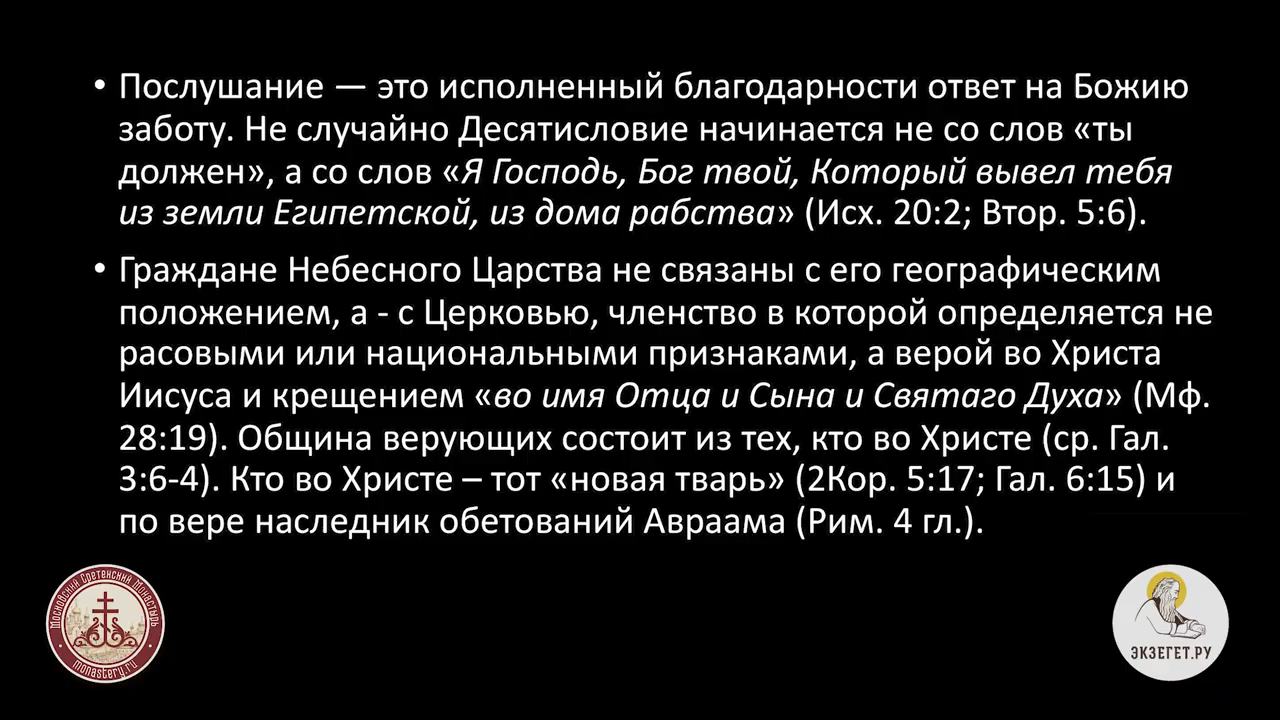 • Послушание — это исполненный благодарности ответ на Божию
заботу. Не случайно Десятисловие начинается не со слов «ты
должен», а со слов «Я Господь, Бог твой, Который вывел тебя
из земли Египетской, из дома рабства» (Исх. 20:2; Втор. 5:6).
• Граждане Небесного Царства не связаны с его географическим
положением, а - с Церковью, членство в которой определяется не
расовыми или национальными признаками, а верой во Христа
Иисуса и крещением «во имя Отца и Сына и Святаго Духа» (Мф.
28:19). Община верующих состоит из тех, кто во Христе (ср. Гал.
3:6-4). Кто во Христе – тот «новая тварь» (2Кор. 5:17; Гал. 6:15) и
по вере наследник обетований Авраама (Рим. 4 гл.).
Московский Сретенский Монастырь
monastery.ru
ЭКЗЕГЕТ.РУ